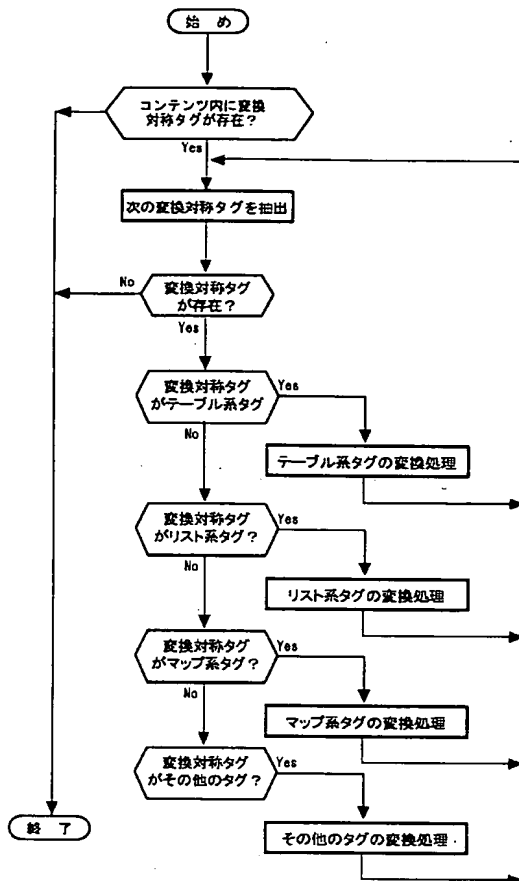 始 め
コンテンツ内に変換
対称タグが存在?
Yes
次の変換対称タグを抽出
No
変換対称タグ
が存在?
Yes
変換対称タグ
がテーブル系タグ
Yes
No
テーブル系タグの変換処理
変換対称タグ
がリスト系タグ?
Yes
No
リスト系タグの変換処理
変換対称タグ
がマップ系タグ?
Yes
No
マップ系タグの変換処理
変換対称タグ
がその他のタグ?
Yes
終 了
その他のタグの変換処理